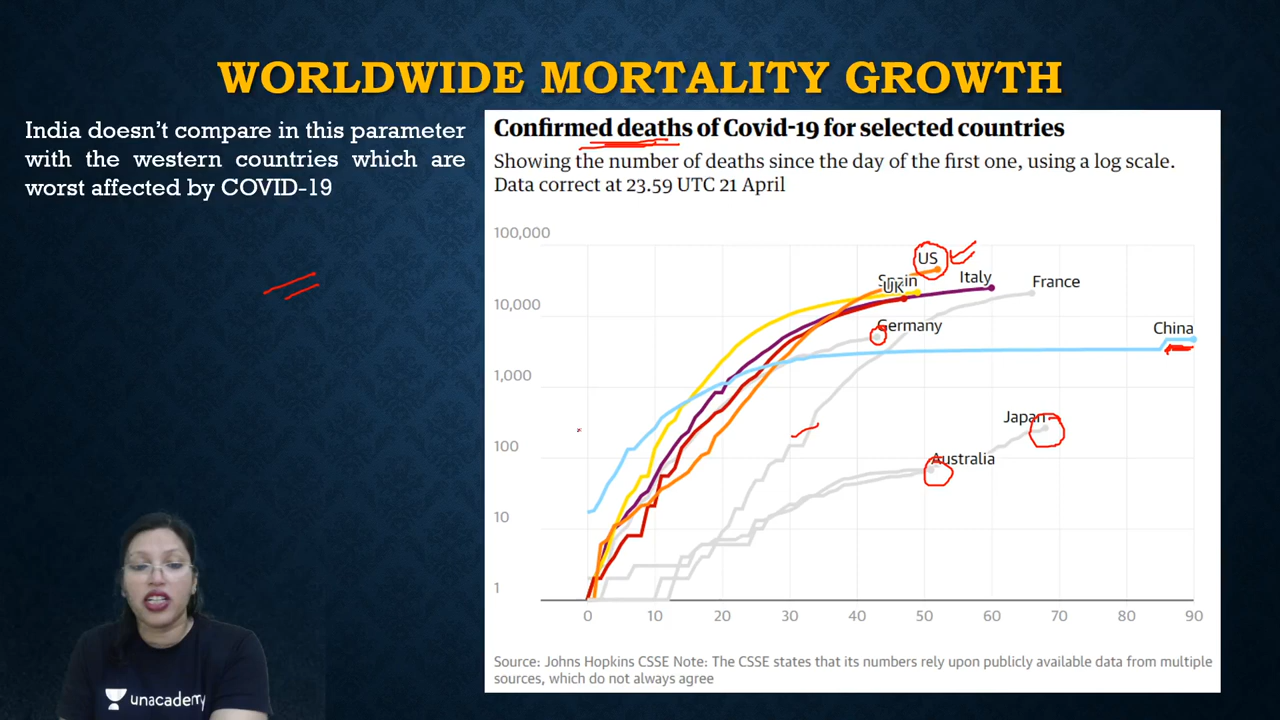 WORLDWIDE MORTALITY GROWTH
India doesn’t compare in this parameter
with the western countries which are
worst affected by COVID-19
Confirmed deaths of Covid-19 for selected countries
Showing the number of deaths since the day of the first one, using a log scale.
Data correct at 23.59 UTC 21 April
100,000
US
Spain
UK
Italy
France
10,000
Germany
China
1,000
Japan
100
Australia
10
1
0 10 20 30 40 50 60 70 80 90
Source: Johns Hopkins CSSE Note: The CSSE states that its numbers rely upon publicly available data from multiple
sources, which do not always agree
unacademy